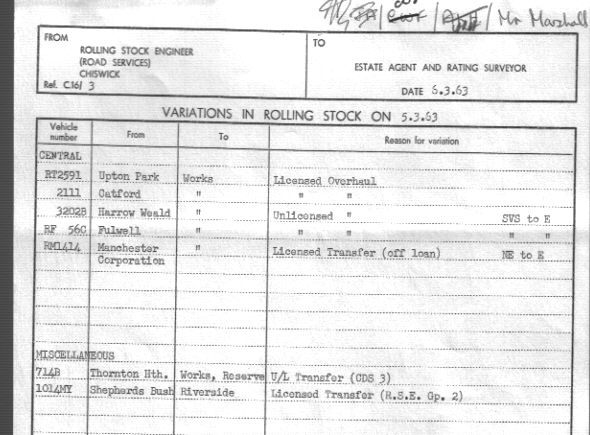 Mr Marshall
FROM
ROLLING STOCK ENGINEER
(ROAD SERVICES)
CHISWICK
Ref. C16/ 3
TO
ESTATE AGENT AND RATING SURVEYOR
DATE 6.3.63
VARIATIONS IN ROLLING STOCK ON 5.3.63
Vehicle number From To Reason for variation
CENTRAL
RT2591 Upton Park Works Licensed Overhaul
2111 Catford " " "
3202B Harrow Weald " Unlicensed " SVS to E
RF 56C Fulwell " " " " "
RM1414 Manchester " Licensed Transfer (off loan) NE to E
Corporation
MISCELLANEOUS
714B Thornton Hth. Works, Reserve U/L Transfer (CDS 3)
1014MY Shepherds Bush Riverside Licensed Transfer (R.S.E. Gp. 2)